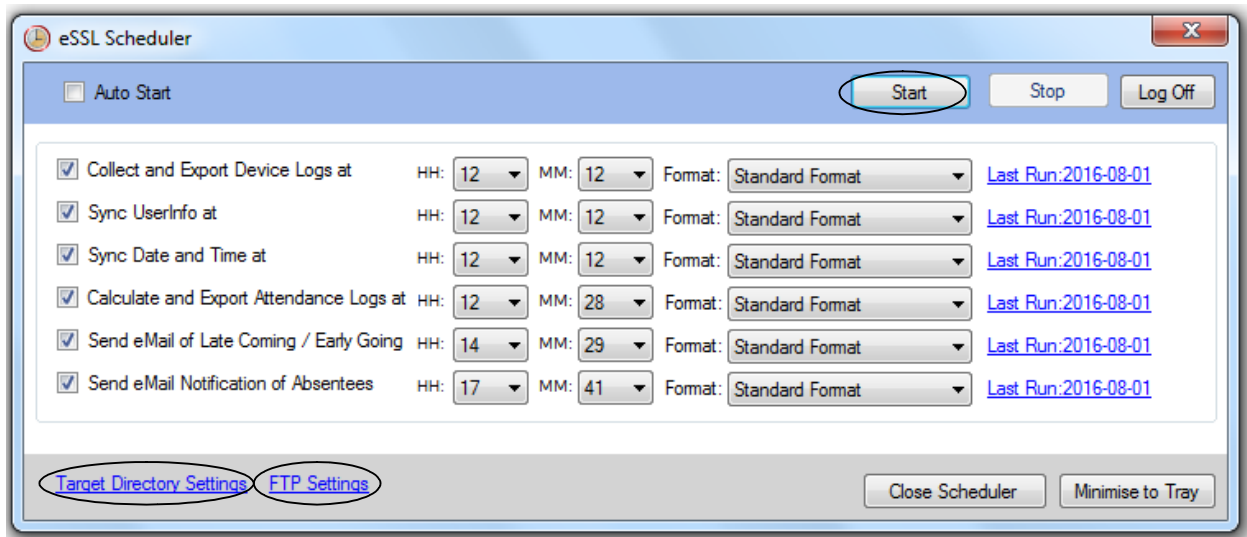 eSSL Scheduler
Auto Start Start Stop Log Off
Collect and Export Device Logs at HH: 12 MM: 12 Format: Standard Format Last Run:2016-08-01
Sync UserInfo at HH: 12 MM: 12 Format: Standard Format Last Run:2016-08-01
Sync Date and Time at HH: 12 MM: 12 Format: Standard Format Last Run:2016-08-01
Calculate and Export Attendance Logs at HH: 12 MM: 28 Format: Standard Format Last Run:2016-08-01
Send eMail of Late Coming / Early Going HH: 14 MM: 29 Format: Standard Format Last Run:2016-08-01
Send eMail Notification of Absentees HH: 17 MM: 41 Format: Standard Format Last Run:2016-08-01
Target Directory Settings FTP Settings Close Scheduler Minimise to Tray